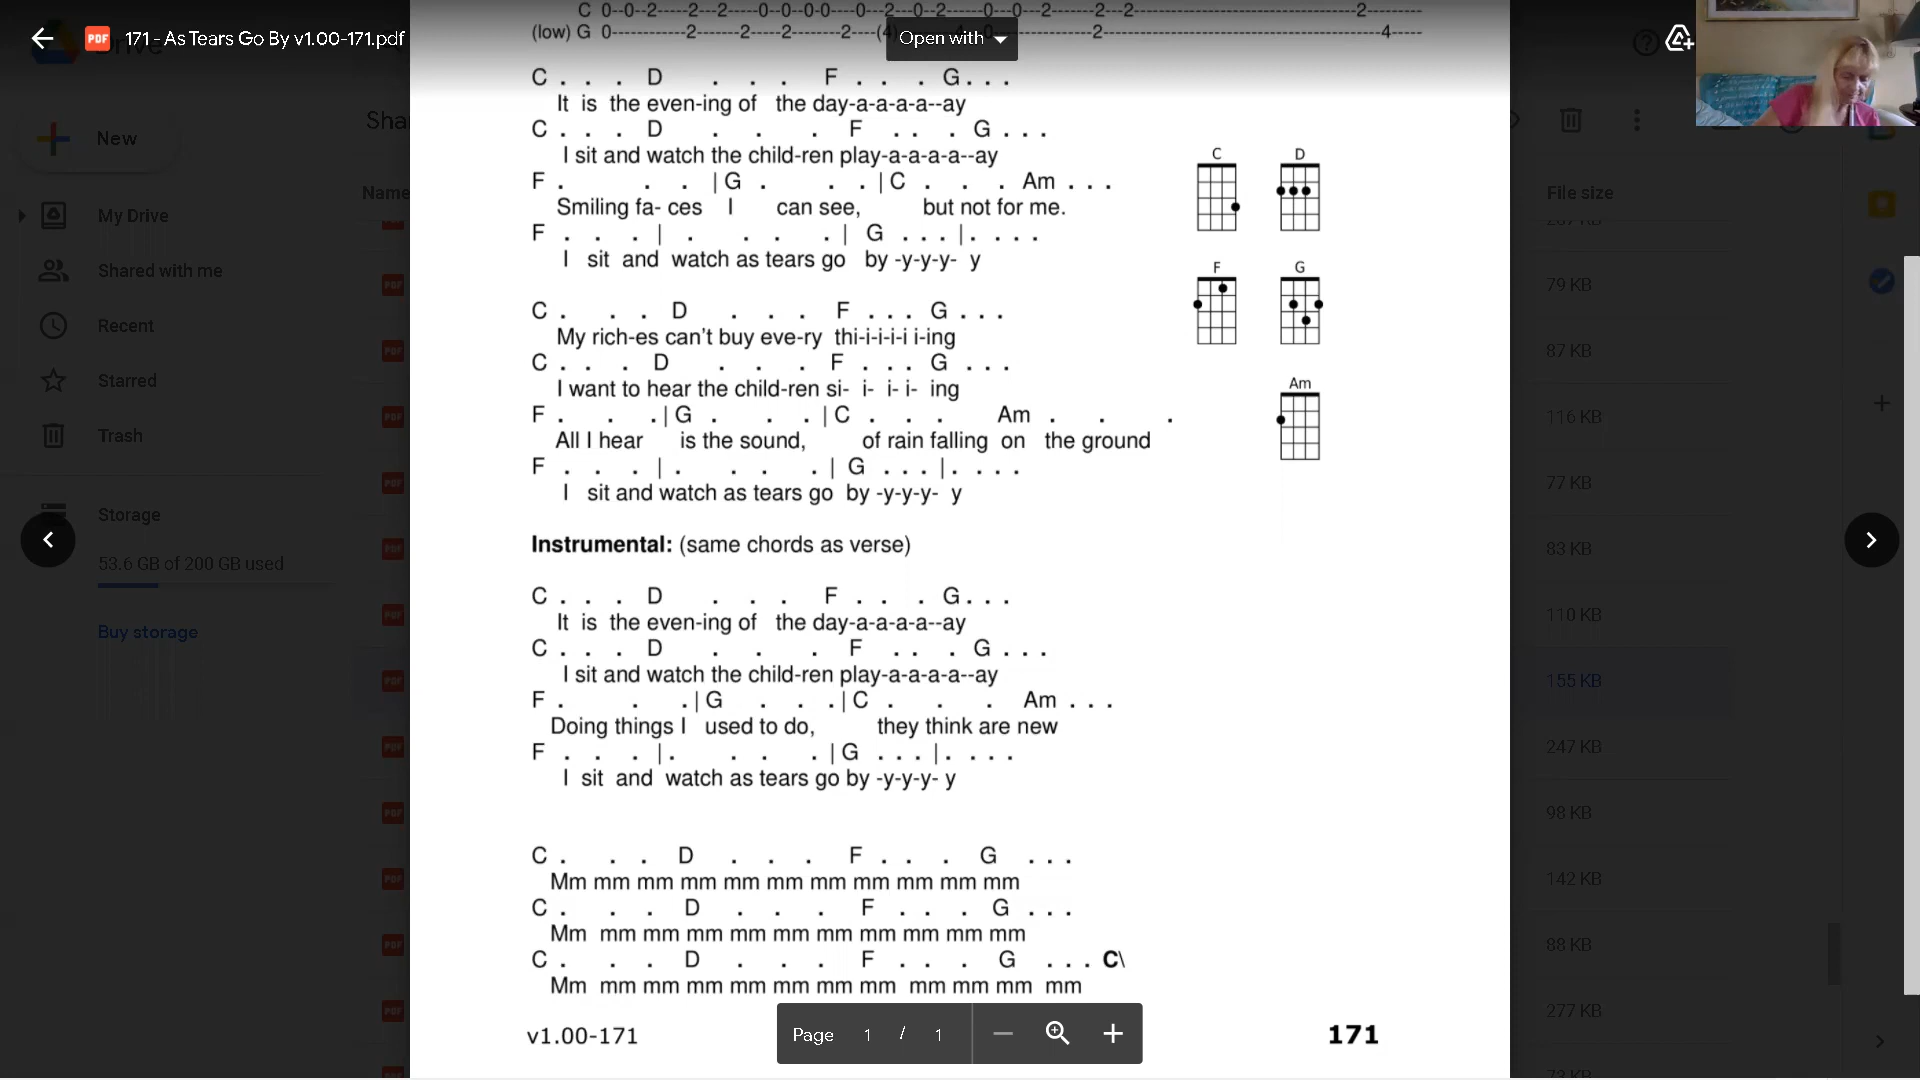 C 0--0--2-----2---2-----0--0--0-0----0--2---0--2------0---0--2-------2---2-------------------------------------2---------
(low) G 0------------2-------2-----2--------2----(4)
171 - As Tears Go By v1.00-171.pdf
Open with
C . . . D . . . F . . . G . . .
It is the even-ing of the day-a-a-a-a--ay
C . . . D . . . F . . . G . . .
I sit and watch the child-ren play-a-a-a-a--ay
F . . . | G . . . | C . . . Am . . .
Smiling fa- ces I can see, but not for me.
F . . . | . . . . | G . . . | . . . .
I sit and watch as tears go by -y-y-y- y
C . . . D . . . F . . . G . . .
My rich-es can't buy eve-ry thi-i-i-i-i i-ing
C . . . D . . . F . . . G . . .
I want to hear the child-ren si- i- i- i- ing
F . . . | G . . . | C . . . Am . . .
All I hear is the sound, of rain falling on the ground
F . . . | . . . . | G . . . | . . . .
I sit and watch as tears go by -y-y-y- y
Instrumental: (same chords as verse)
C . . . D . . . F . . . G . . .
It is the even-ing of the day-a-a-a-a--ay
C . . . D . . . F . . . G . . .
I sit and watch the child-ren play-a-a-a-a--ay
F . . . | G . . . | C . . . Am . . .
Doing things I used to do, they think are new
F . . . | . . . . | G . . . | . . . .
I sit and watch as tears go by -y-y-y- y
C . . . D . . . F . . . G . . .
Mm mm mm mm mm mm mm mm mm mm mm
C . . . D . . . F . . . G . . .
Mm mm mm mm mm mm mm mm mm mm mm
C . . . D . . . F . . . G . . . C\
Mm mm mm mm mm mm mm mm mm mm mm mm
v1.00-171
171
Page 1 / 1
C D
F G
Am
New
My Drive
Shared with me
Recent
Starred
Trash
Storage
53.6 GB of 200 GB used
Buy storage
Name
File size
79 KB
87 KB
116 KB
77 KB
83 KB
110 KB
155 KB
247 KB
98 KB
142 KB
88 KB
277 KB